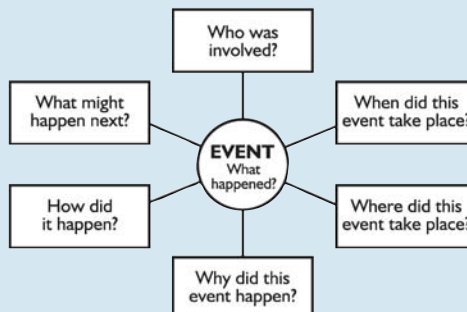 Who was
involved?
What might
happen next?
When did this
event take place?
EVENT
What
happened?
How did
it happen?
Where did this
event take place?
Why did this
event happen?